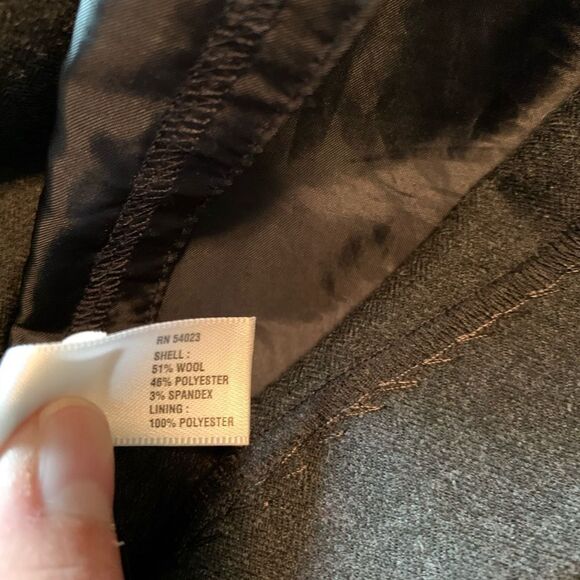 RN 54023
SHELL :
51% WOOL
46% POLYESTER
3% SPANDEX
LINING :
100% POLYESTER